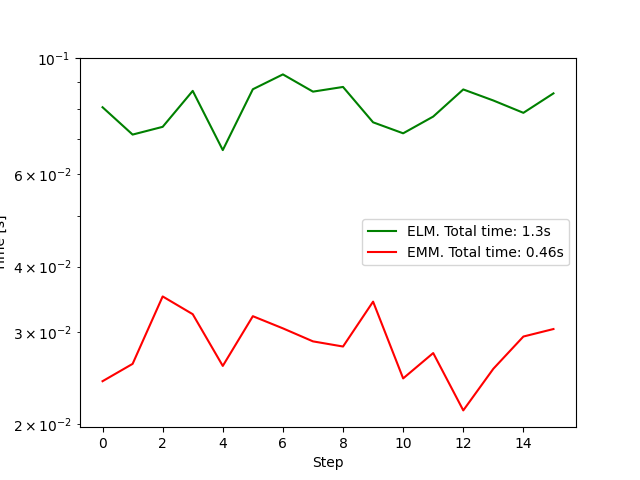 10⁻¹
6 × 10⁻²
4 × 10⁻²
3 × 10⁻²
2 × 10⁻²
[s]
ELM. Total time: 1.3s
EMM. Total time: 0.46s
0 2 4 6 8 10 12 14
Step